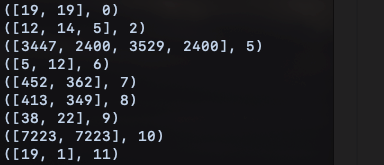 ([19, 19], 0)
([12, 14, 5], 2)
([3447, 2400, 3529, 2400], 5)
([5, 12], 6)
([452, 362], 7)
([413, 349], 8)
([38, 22], 9)
([7223, 7223], 10)
([19, 1], 11)